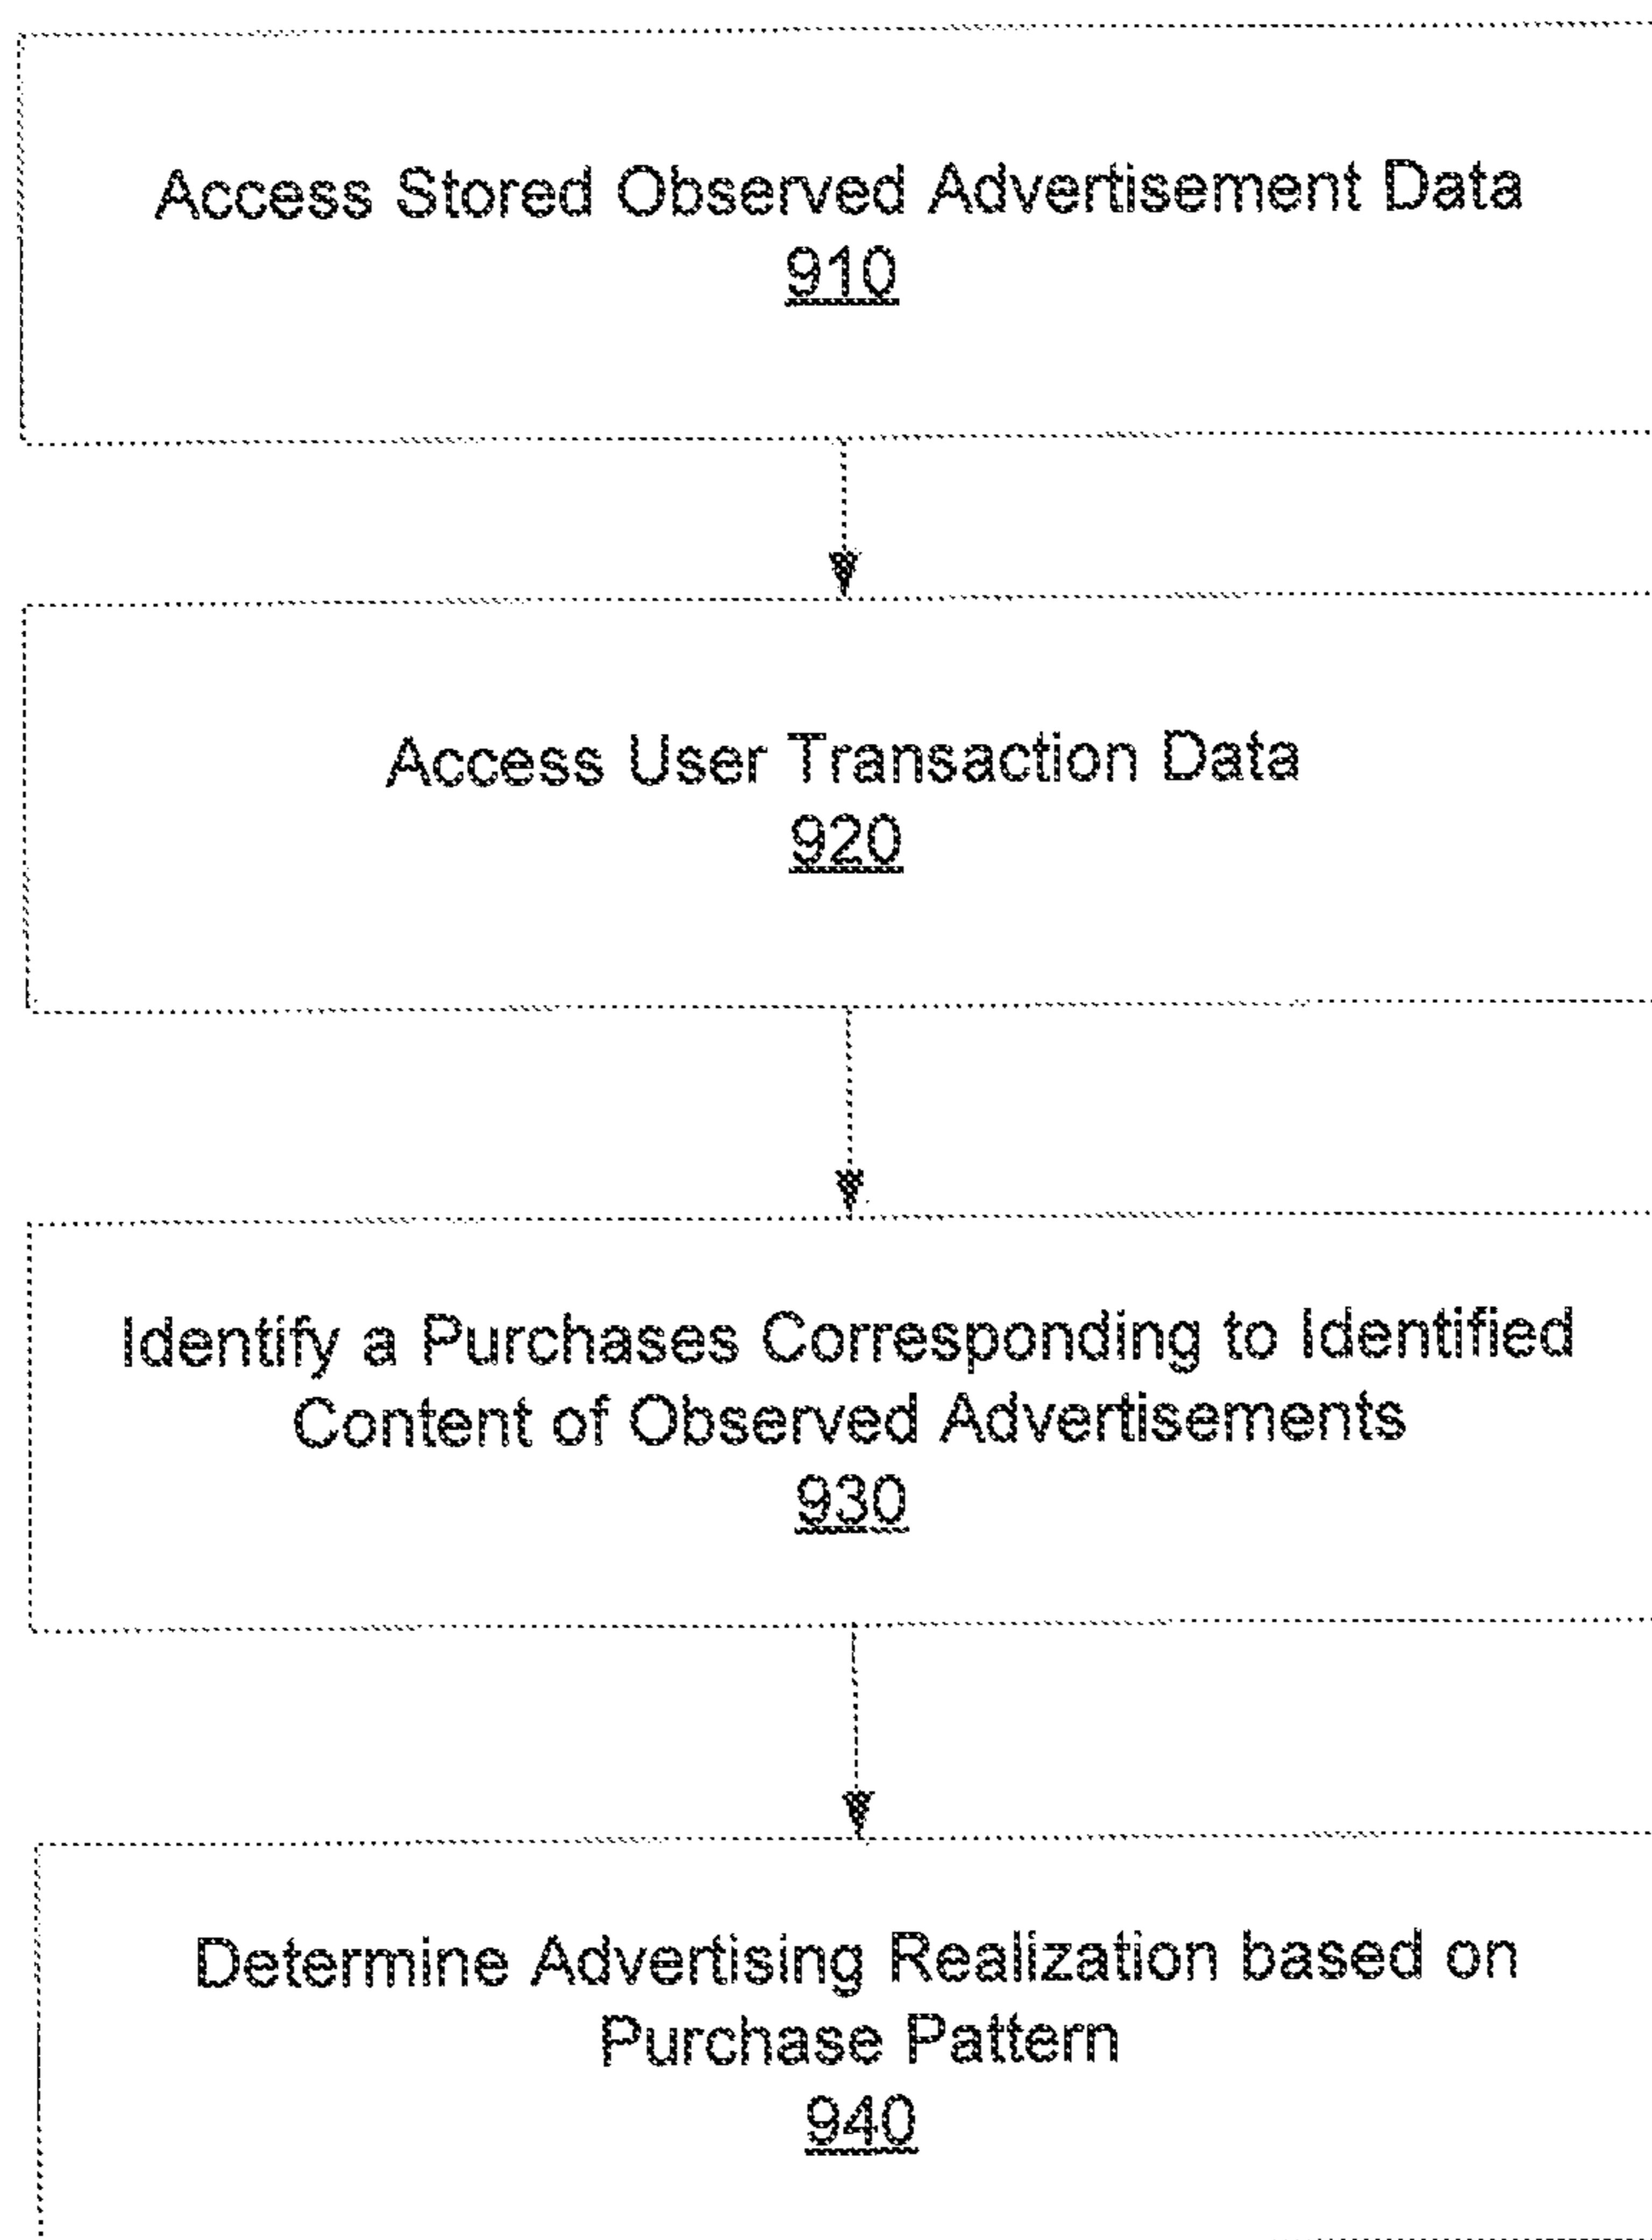 Access Stored Observed Advertisement Data
910
Access User Transaction Data
920
Identify a Purchases Corresponding to Identified
Content of Observed Advertisements
930
Determine Advertising Realization based on
Purchase Pattern
940